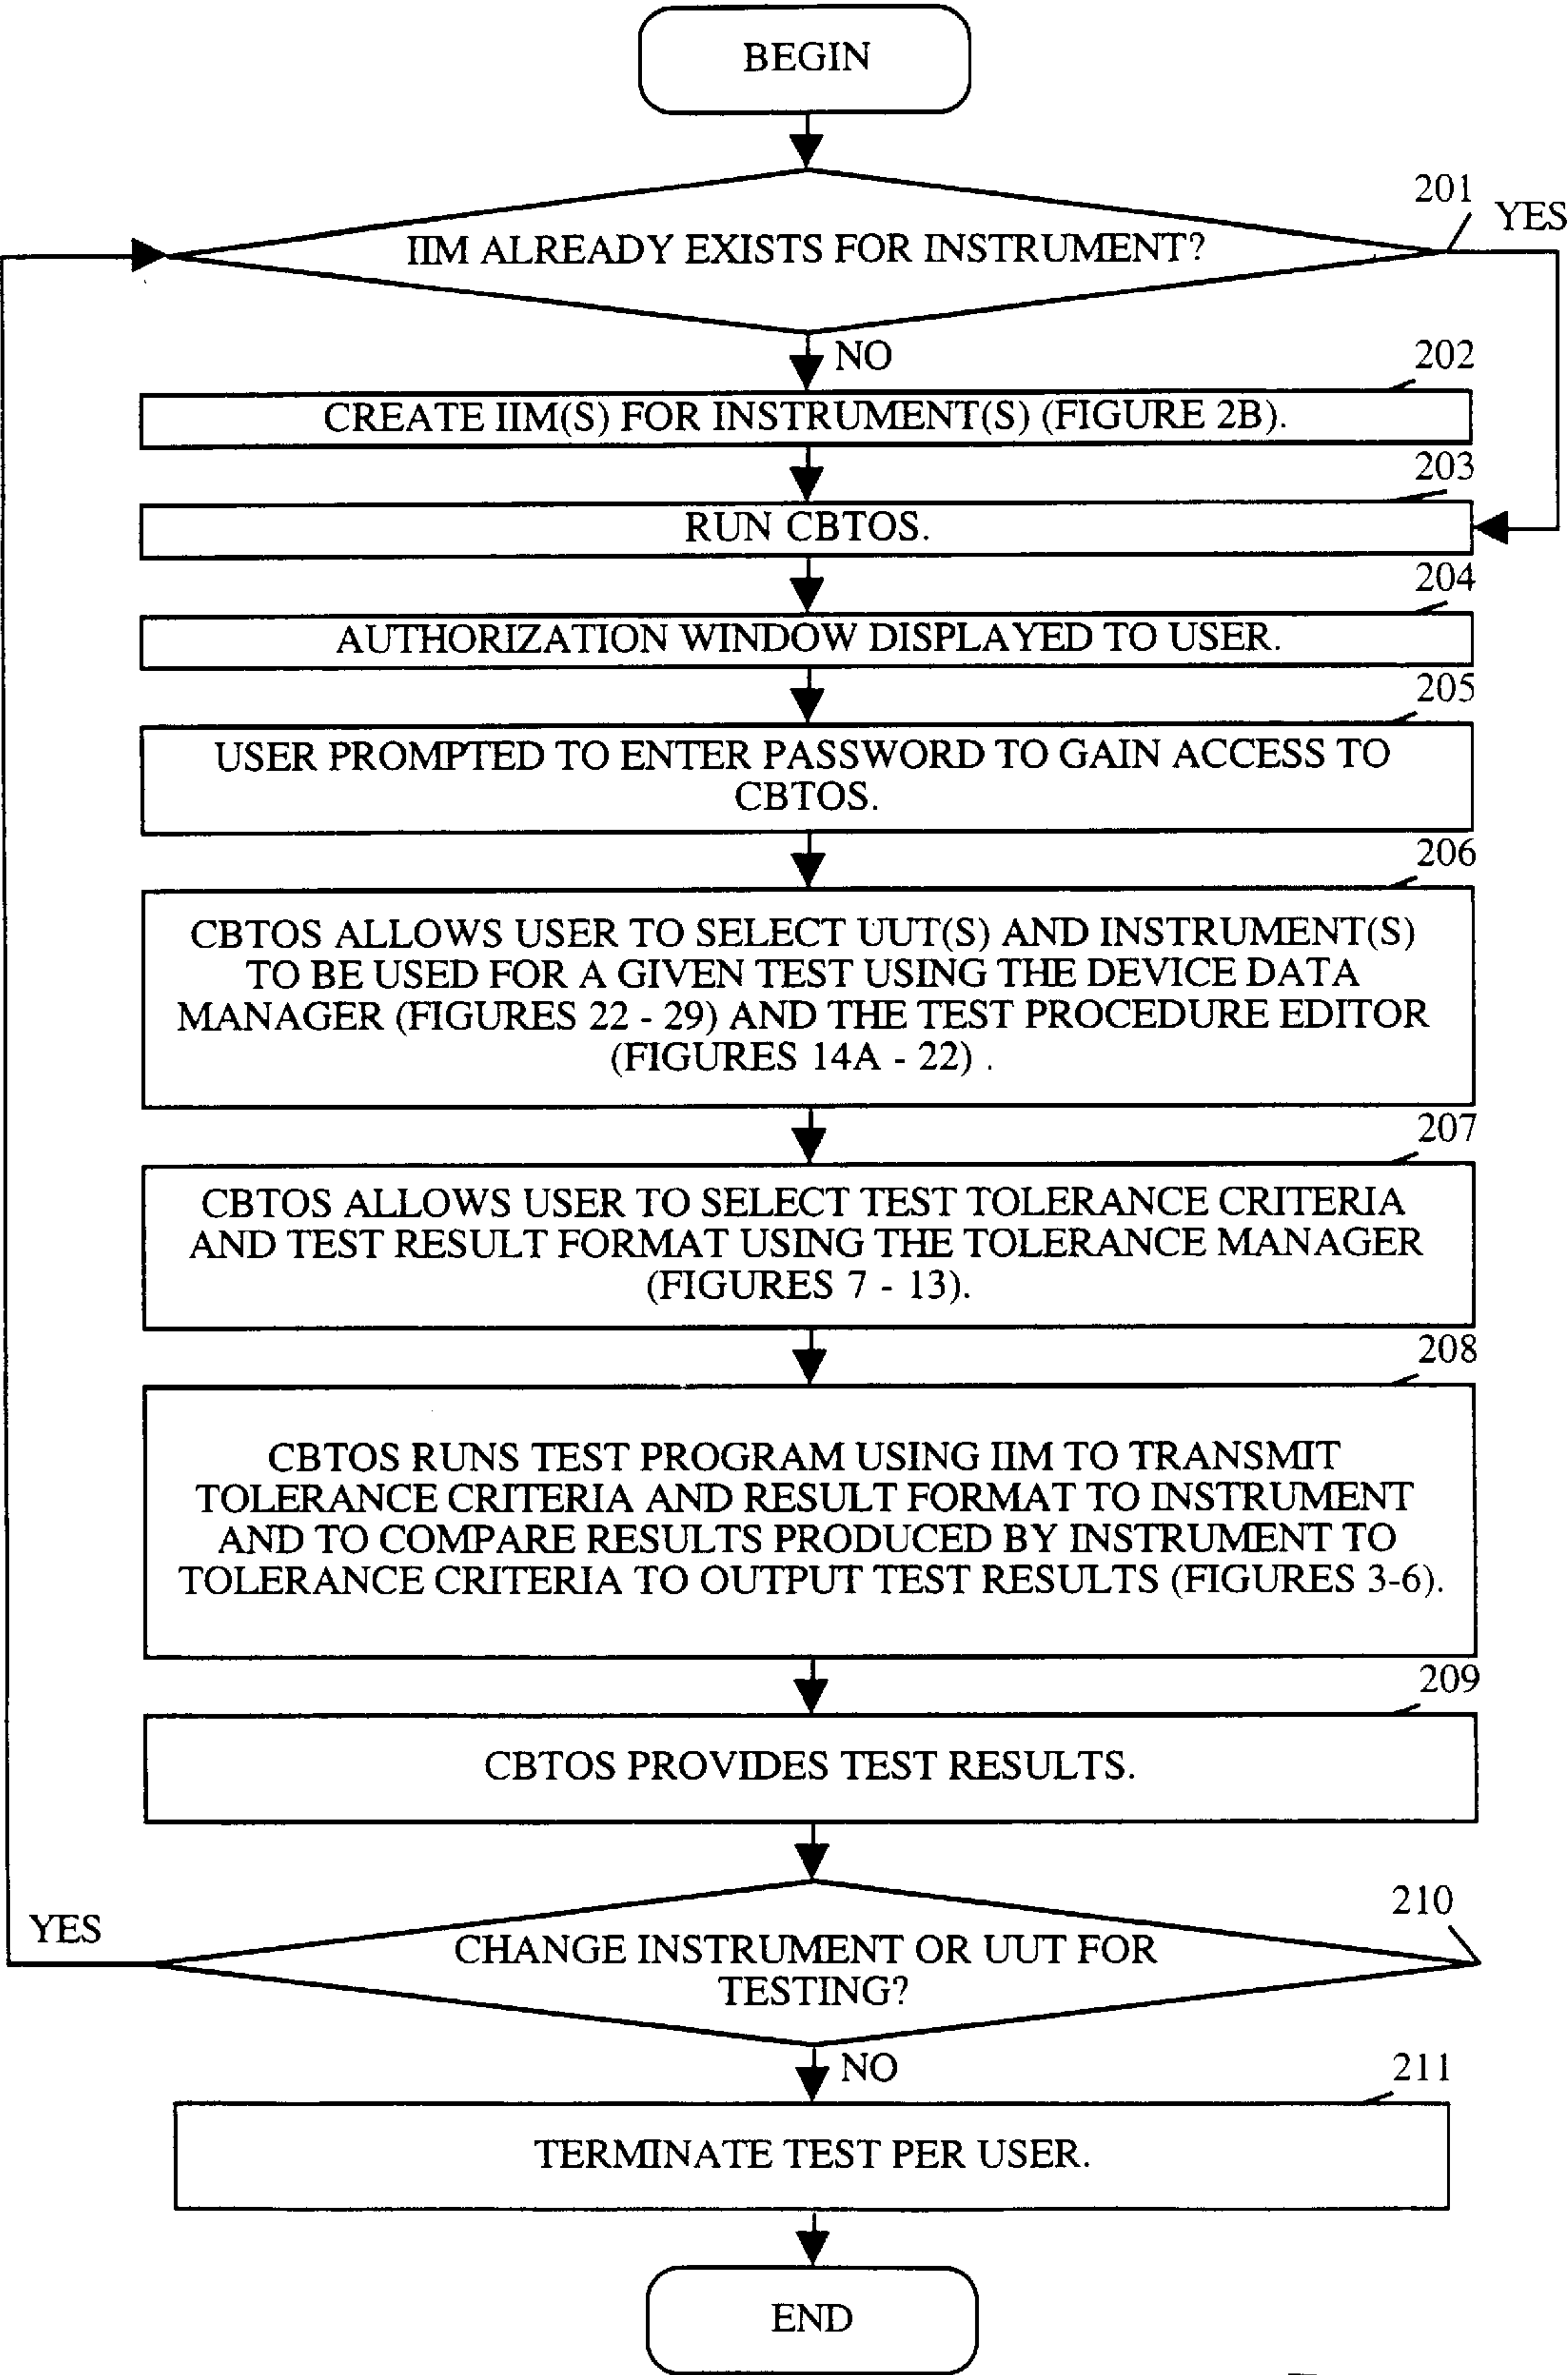 BEGIN
201
YES
IIM ALREADY EXISTS FOR INSTRUMENT?
NO
202
CREATE IIM(S) FOR INSTRUMENT(S) (FIGURE 2B).
203
RUN CBTOS.
204
AUTHORIZATION WINDOW DISPLAYED TO USER.
205
USER PROMPTED TO ENTER PASSWORD TO GAIN ACCESS TO
CBTOS.
206
CBTOS ALLOWS USER TO SELECT UUT(S) AND INSTRUMENT(S)
TO BE USED FOR A GIVEN TEST USING THE DEVICE DATA
MANAGER (FIGURES 22 - 29) AND THE TEST PROCEDURE EDITOR
(FIGURES 14A - 22) .
207
CBTOS ALLOWS USER TO SELECT TEST TOLERANCE CRITERIA
AND TEST RESULT FORMAT USING THE TOLERANCE MANAGER
(FIGURES 7 - 13).
208
CBTOS RUNS TEST PROGRAM USING IIM TO TRANSMIT
TOLERANCE CRITERIA AND RESULT FORMAT TO INSTRUMENT
AND TO COMPARE RESULTS PRODUCED BY INSTRUMENT TO
TOLERANCE CRITERIA TO OUTPUT TEST RESULTS (FIGURES 3-6).
209
CBTOS PROVIDES TEST RESULTS.
210
YES
CHANGE INSTRUMENT OR UUT FOR
TESTING?
NO
211
TERMINATE TEST PER USER.
END